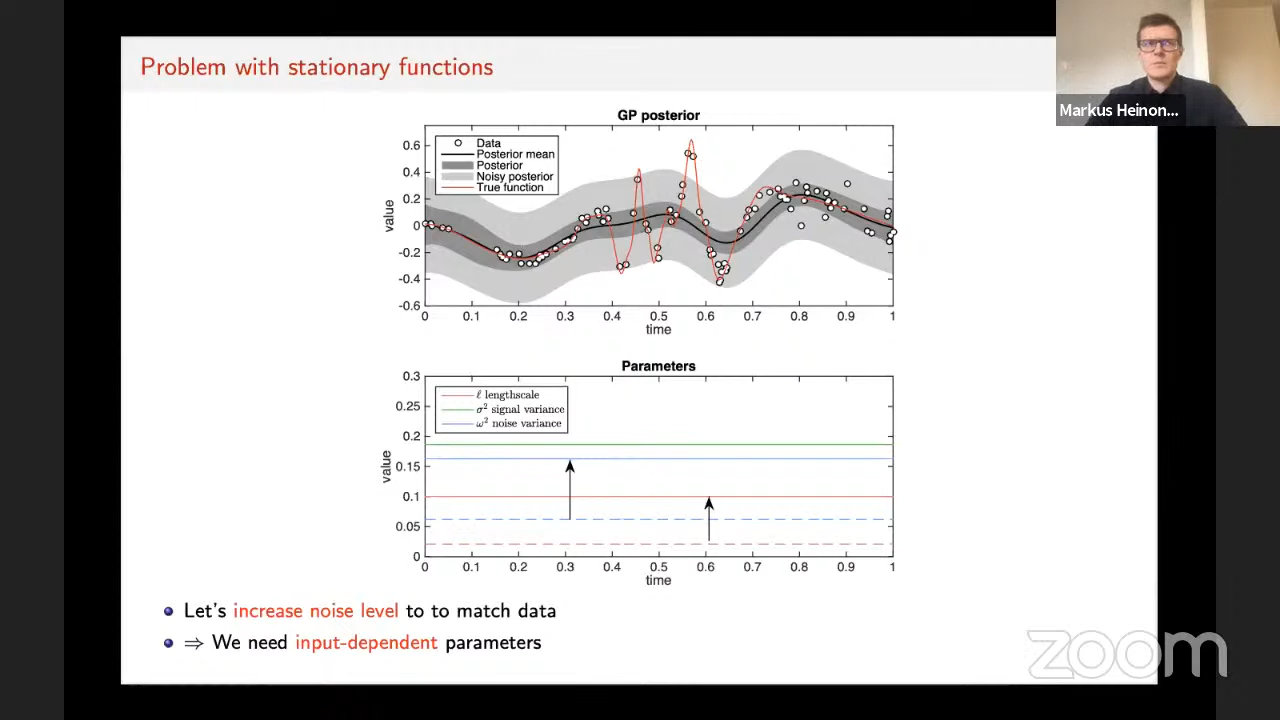 Problem with stationary functions
Markus Heinon...
GP posterior
Data
Posterior mean
Posterior
Noisy posterior
True function
value
0.6
0.4
0.2
0
-0.2
-0.4
-0.6
0 0.1 0.2 0.3 0.4 0.5 0.6 0.7 0.8 0.9 1
time
Parameters
ℓ lengthscale
σ² signal variance
ω² noise variance
value
0.3
0.25
0.2
0.15
0.1
0.05
0
0 0.1 0.2 0.3 0.4 0.5 0.6 0.7 0.8 0.9 1
time
Let's increase noise level to to match data
⇒ We need input-dependent parameters
zoom